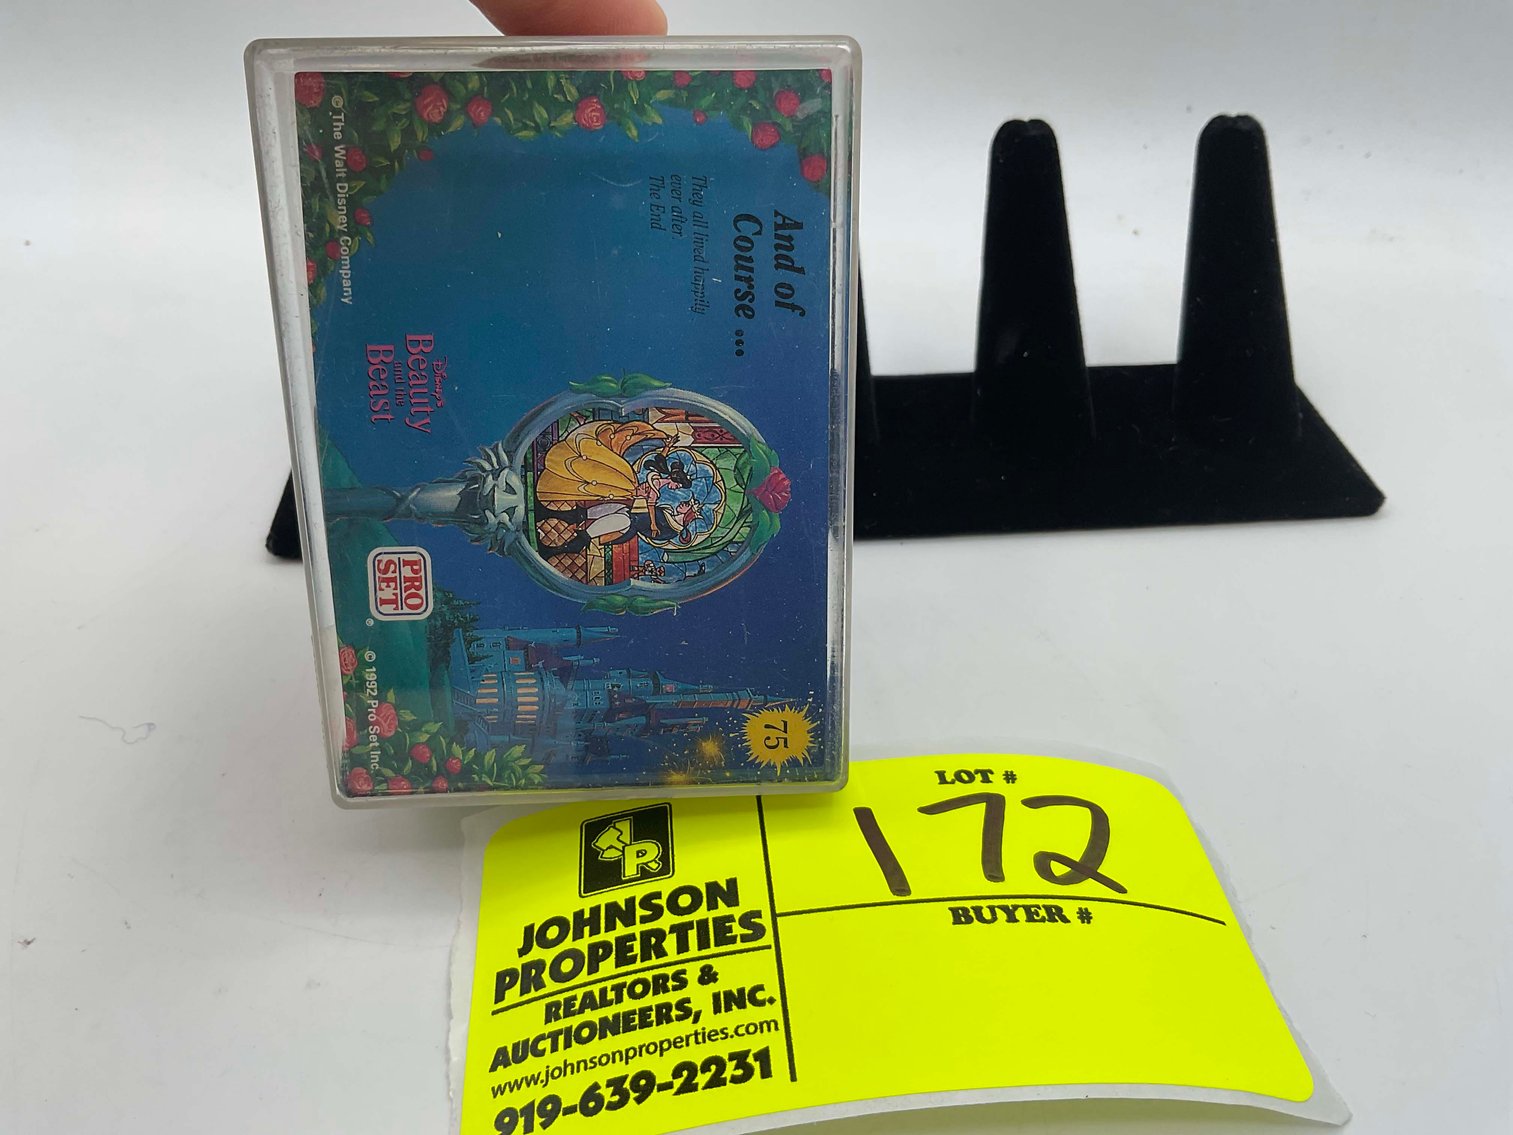 And of
Course ...
They all lived happily
ever after.
The End
75
Disney's
Beauty
and the
Beast
PRO
SET
®
© The Walt Disney Company
© 1992 Pro Set Inc.
LOT #
172
BUYER #
JP
JOHNSON
PROPERTIES
REALTORS &
AUCTIONEERS, INC.
www.johnsonproperties.com
919-639-2231